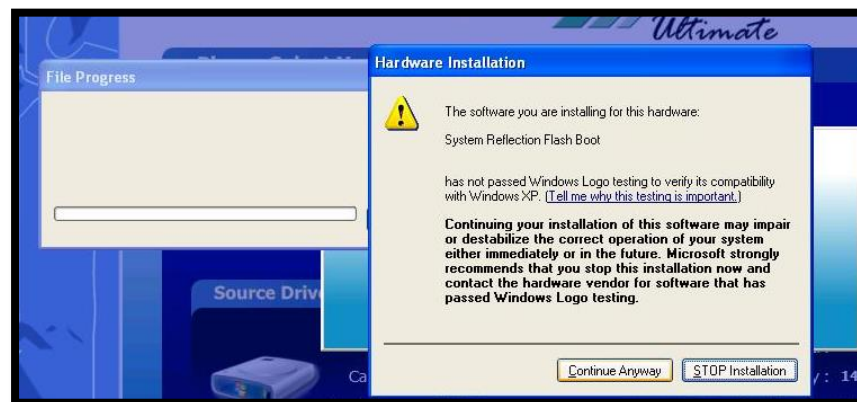 Ultimate
File Progress
Hardware Installation
The software you are installing for this hardware:
System Reflection Flash Boot
has not passed Windows Logo testing to verify its compatibility
with Windows XP. (Tell me why this testing is important.)
Continuing your installation of this software may impair
or destabilize the correct operation of your system
either immediately or in the future. Microsoft strongly
recommends that you stop this installation now and
contact the hardware vendor for software that has
passed Windows Logo testing.
Source Driv
Continue Anyway
STOP Installation
Ca
: 14